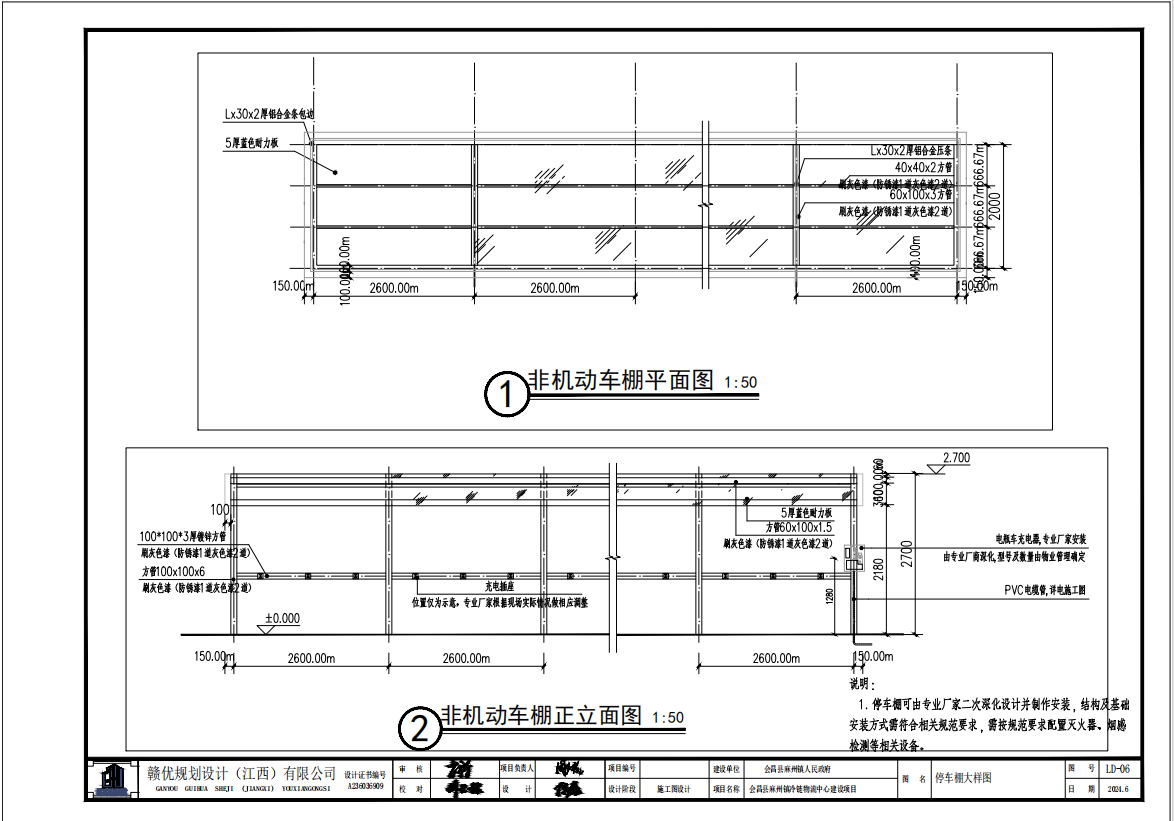 Lx30x2厚铝合金条包边
5厚蓝色耐力板
Lx30x2厚铝合金压条
40x40x2方管
刷灰色漆（防锈漆1道灰色漆2道）
60x100x3方管
刷灰色漆（防锈漆1道灰色漆2道）
666.67m
666.67m
666.67m
2000
150.00m
2600.00m
2600.00m
2600.00m
150.00m
1 非机动车棚平面图 1:50
2.700
100
5厚蓝色耐力板
方管60x100x1.5
刷灰色漆（防锈漆1道灰色漆2道）
100*100*3厚镀锌方管
刷灰色漆（防锈漆1道灰色漆2道）
方管100x100x6
刷灰色漆（防锈漆1道灰色漆2道）
充电插座
位置仅为示意。专业厂家根据现场实际情况做相应调整
电瓶车充电器,专业厂家安装
由专业厂商深化,型号及数量由物业管理确定
PVC电缆管,详电施工图
2180
2700
1280
±0.000
150.00m
2600.00m
2600.00m
2600.00m
150.00m
2 非机动车棚正立面图 1:50
说明：
1. 停车棚可由专业厂家二次深化设计并制作安装，结构及基础
安装方式需符合相关规范要求，需按规范要求配置灭火器、烟感
检测等相关设备。
赣优规划设计（江西）有限公司
GANYOU GUIHUA SHEJI (JIANGXI) YOUXIANGONGSI
设计证书编号
A236036909
审 核
校 对
项目负责人
设 计
项目编号
设计阶段 施工图设计
建设单位 会昌县麻州镇人民政府
项目名称 会昌县麻州镇冷链物流中心建设项目
图 名 停车棚大样图
图 号 LD-06
日 期 2024.6